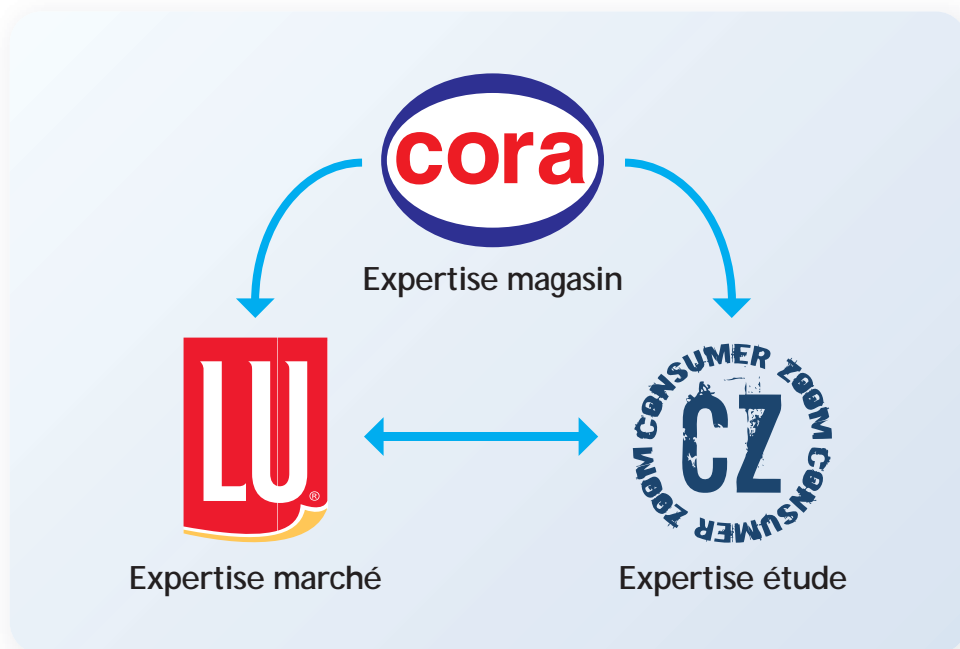 cora
Expertise magasin
LU®
CONSUMER ZOOM CONSUMER ZOOM
CZ
Expertise marché
Expertise étude